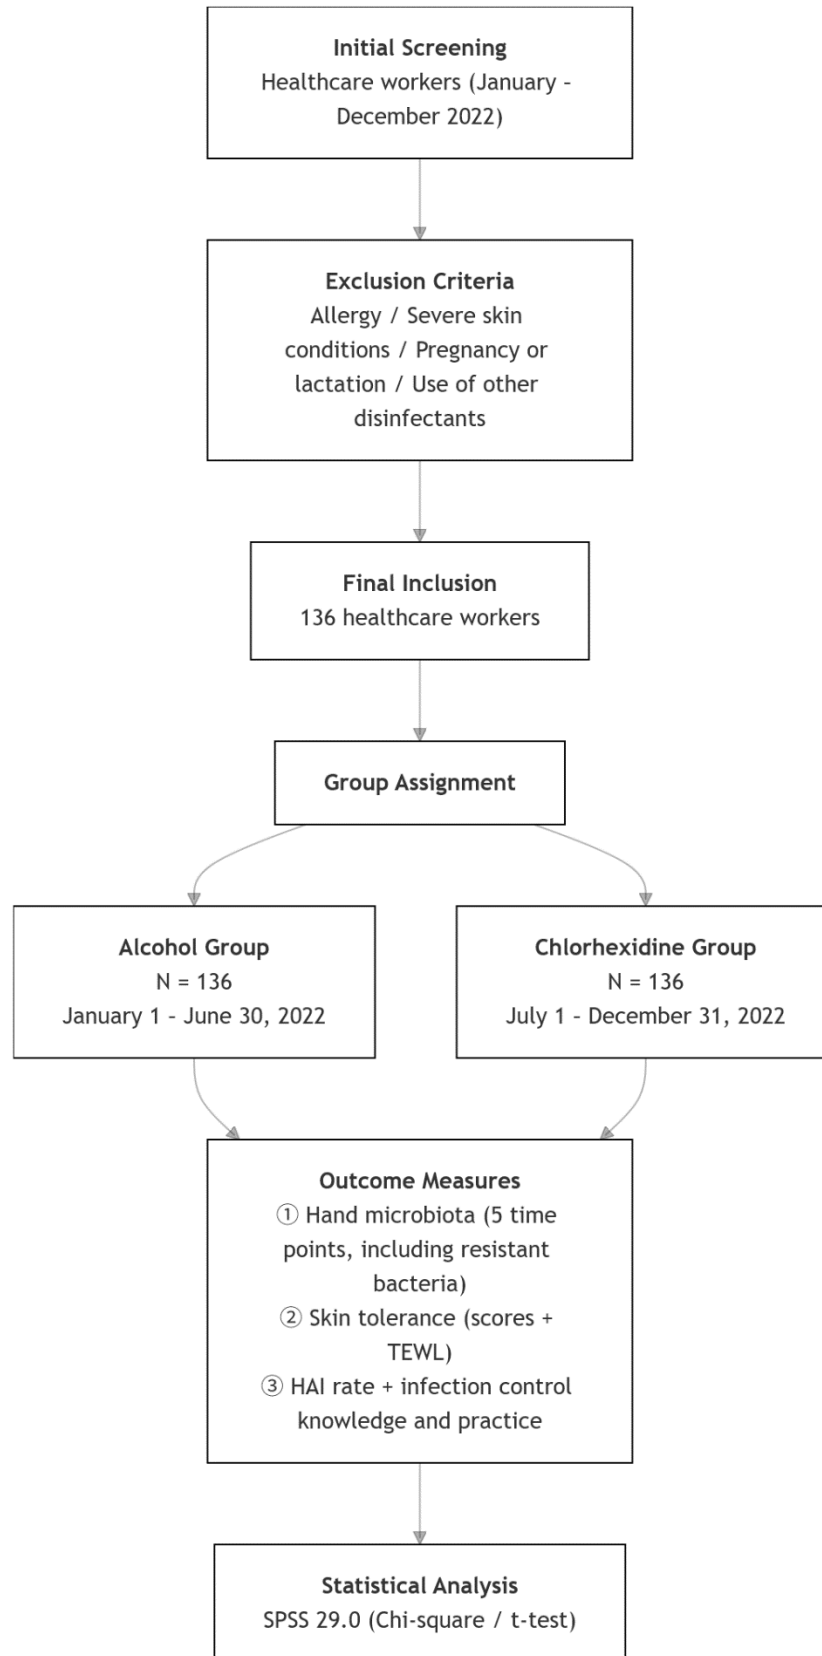 Initial Screening
Healthcare workers (January –
December 2022)
Exclusion Criteria
Allergy / Severe skin
conditions / Pregnancy or
lactation / Use of other
disinfectants
Final Inclusion
136 healthcare workers
Group Assignment
Alcohol Group
N = 136
January 1 – June 30, 2022
Chlorhexidine Group
N = 136
July 1 – December 31, 2022
Outcome Measures
① Hand microbiota (5 time
points, including resistant
bacteria)
② Skin tolerance (scores +
TEWL)
③ HAI rate + infection control
knowledge and practice
Statistical Analysis
SPSS 29.0 (Chi-square / t-test)